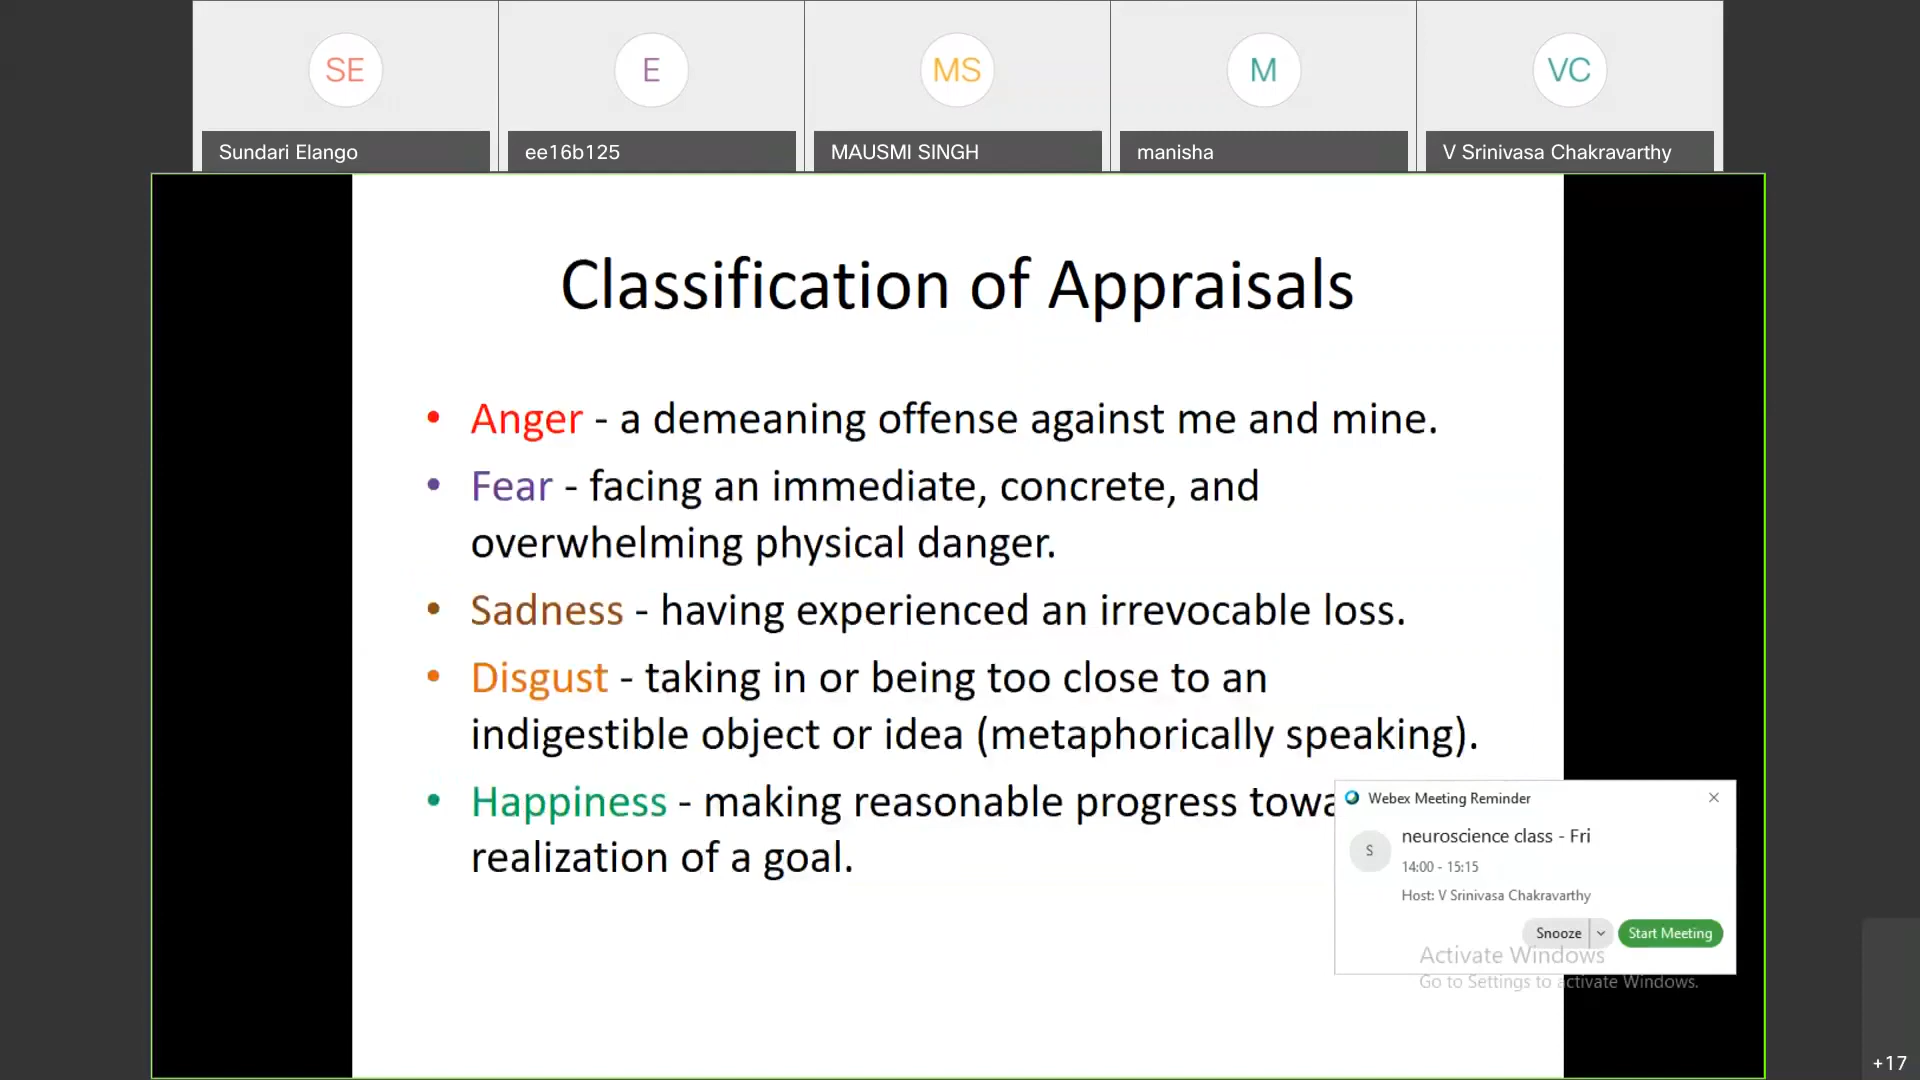 SE
E
MS
M
VC
Sundari Elango
ee16b125
MAUSMI SINGH
manisha
V Srinivasa Chakravarthy
Classification of Appraisals
• Anger - a demeaning offense against me and mine.
• Fear - facing an immediate, concrete, and
overwhelming physical danger.
• Sadness - having experienced an irrevocable loss.
• Disgust - taking in or being too close to an
indigestible object or idea (metaphorically speaking).
• Happiness - making reasonable progress
realization of a goal.
Webex Meeting Reminder
S
neuroscience class - Fri
14:00 - 15:15
Host: V Srinivasa Chakravarthy
Snooze
Start Meeting
Activate Windows
Go to Settings to activate Windows.
+17